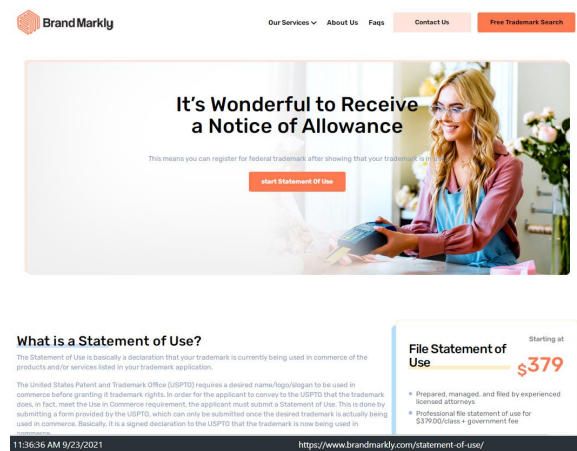 Brand Markly
Our Services About Us Faqs Contact Us Free Trademark Search
It's Wonderful to Receive
a Notice of Allowance
This means you can register for federal trademark after showing that your trademark is in use.
start Statement Of Use
What is a Statement of Use?
The Statement of Use is basically a declaration that your trademark is currently being used in commerce of the
products and/or services listed in your trademark application.
The United States Patent and Trademark Office (USPTO) requires a desired name/logo/slogan to be used in
commerce before granting it trademark rights. In order for the applicant to convey to the USPTO that the trademark
does, in fact, meet the Use in Commerce requirement, the applicant must submit a Statement of Use. This is done by
submitting a form provided by the USPTO, which can only be submitted once the desired trademark is actually being
used in commerce. Basically, it is a signed declaration to the USPTO that the trademark is now being used in
commerce.
File Statement of
Use
Starting at
$379
Prepared, managed, and filed by experienced
licensed attorneys
Professional file statement of use for
$379.00/class + government fee
11:36:36 AM 9/23/2021 https://www.brandmarkly.com/statement-of-use/